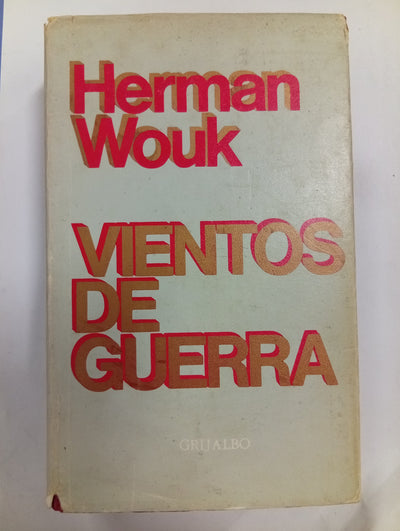 Herman
Wouk
VIENTOS
DE
GUERRA
GRIJALBO